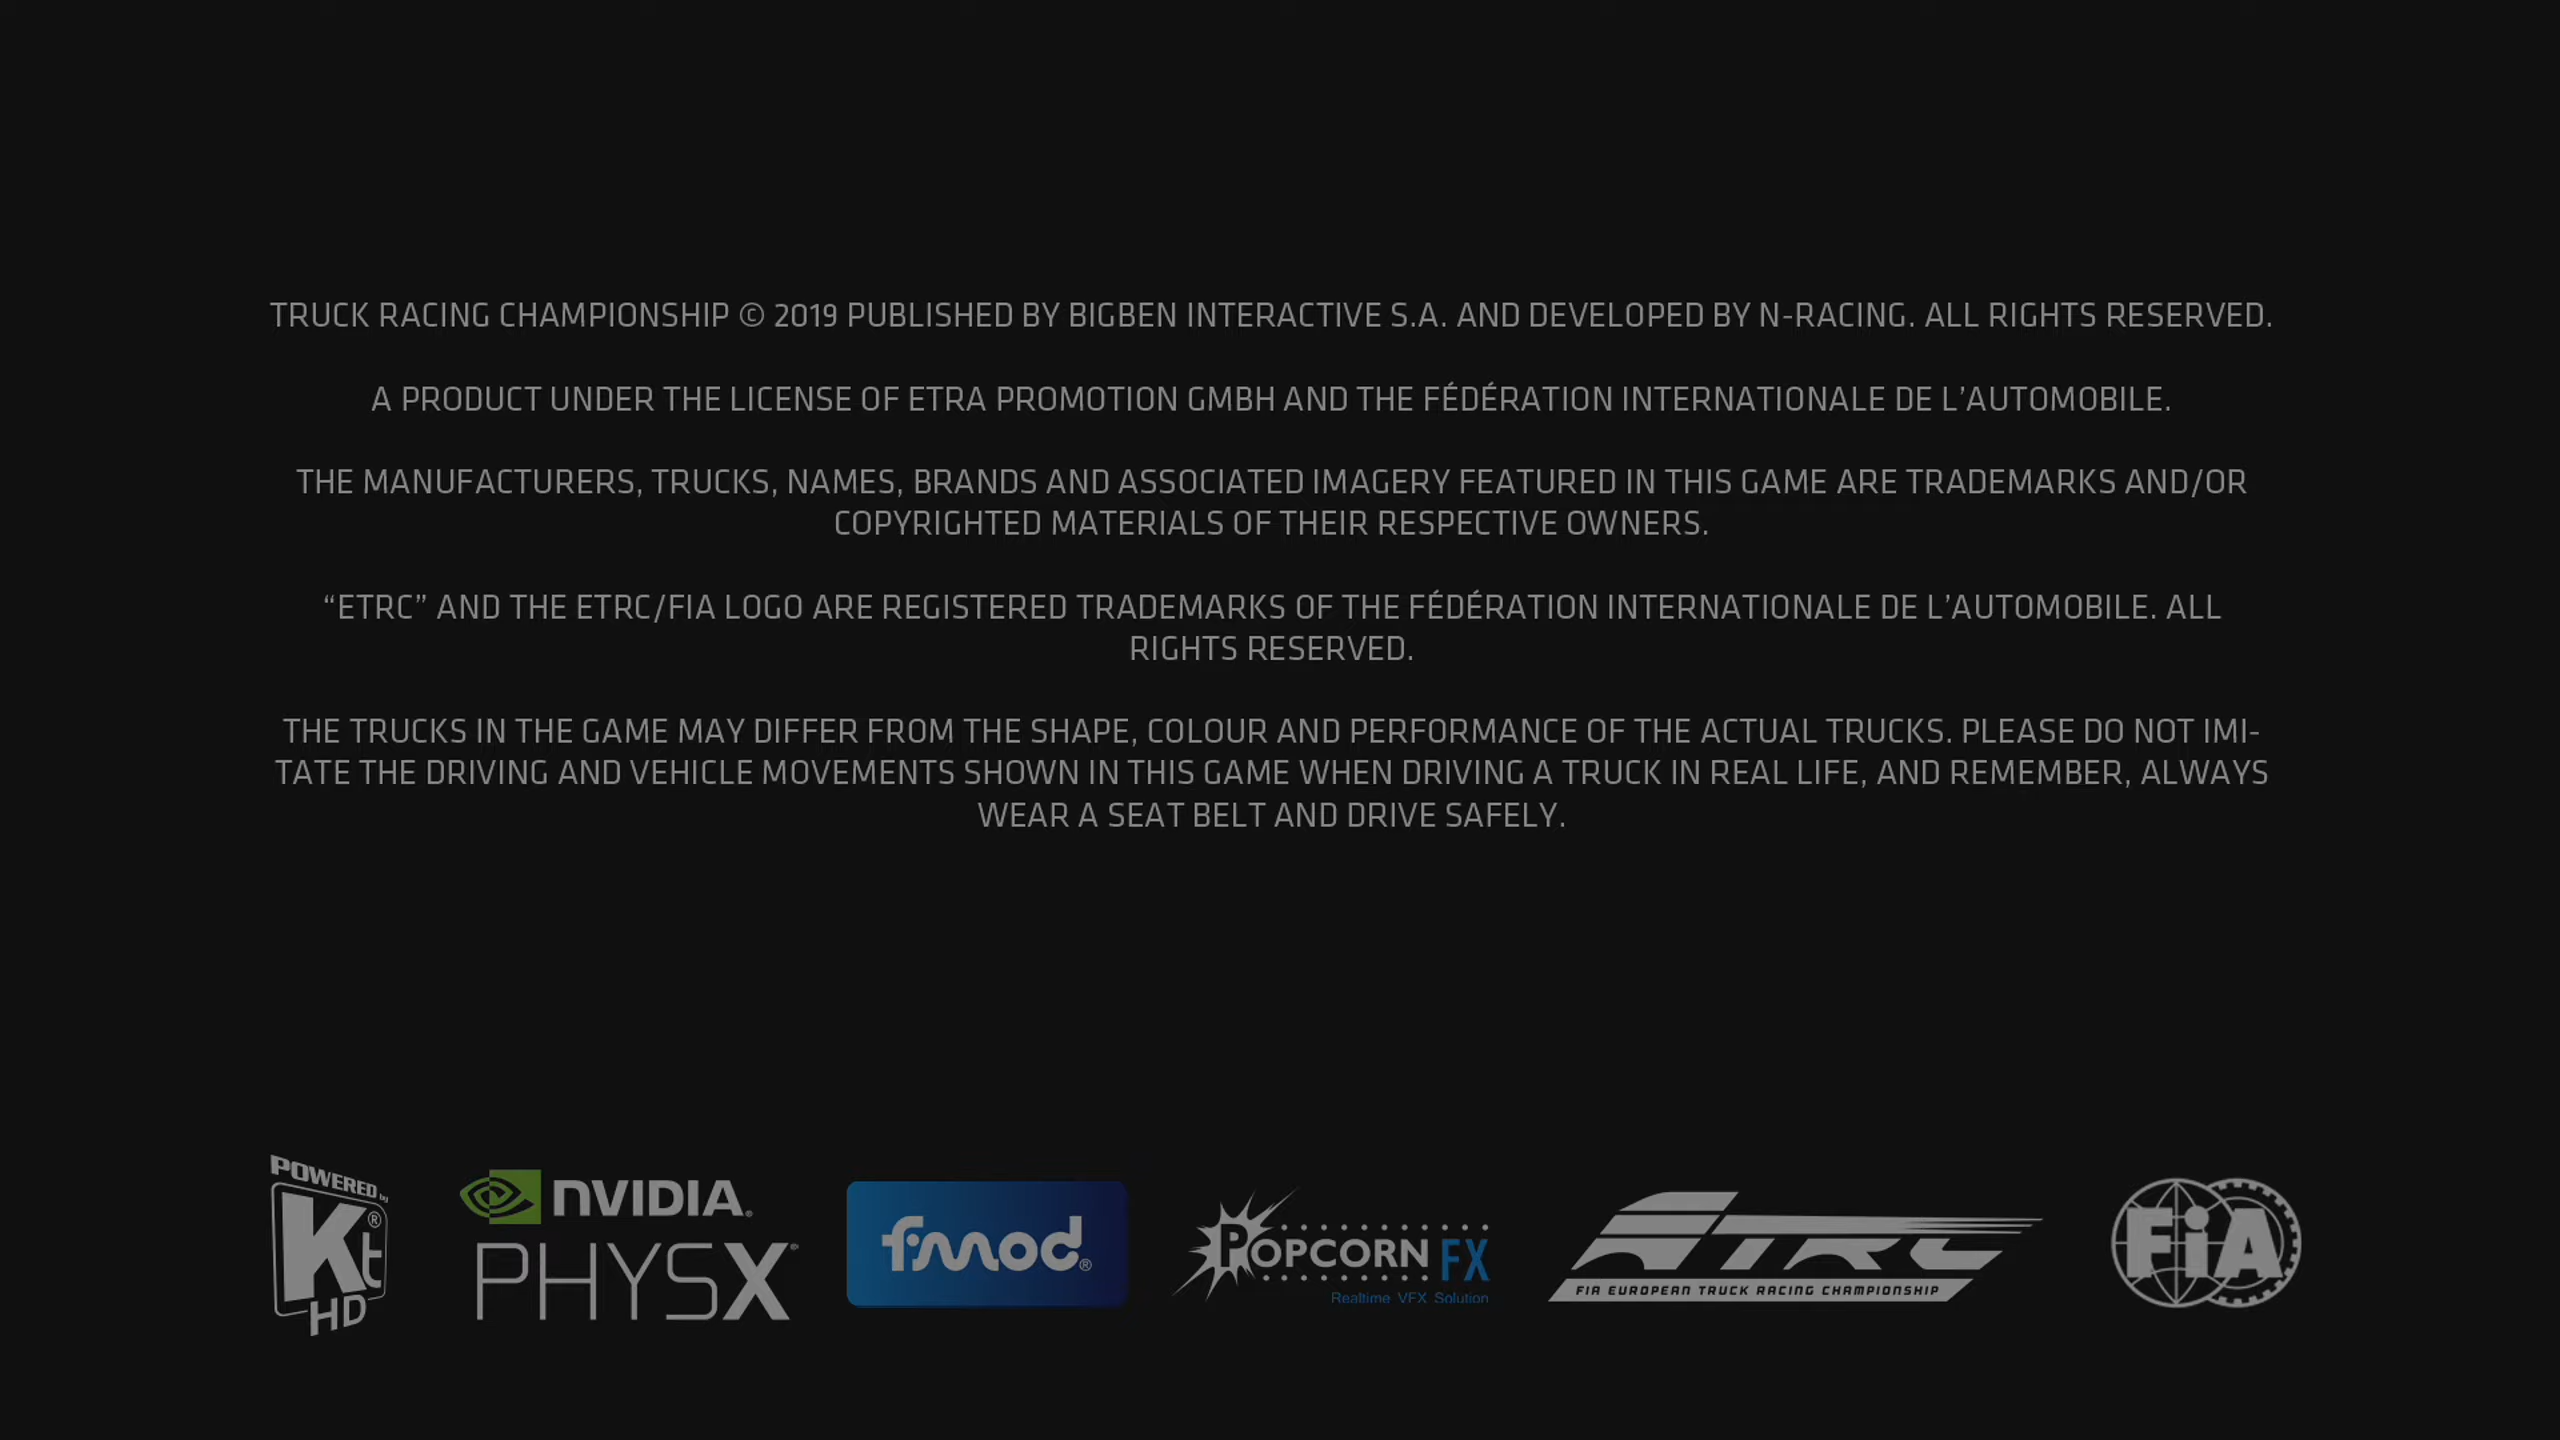 TRUCK RACING CHAMPIONSHIP © 2019 PUBLISHED BY BIGBEN INTERACTIVE S.A. AND DEVELOPED BY N-RACING. ALL RIGHTS RESERVED.
A PRODUCT UNDER THE LICENSE OF ETRA PROMOTION GMBH AND THE FÉDÉRATION INTERNATIONALE DE L’AUTOMOBILE.
THE MANUFACTURERS, TRUCKS, NAMES, BRANDS AND ASSOCIATED IMAGERY FEATURED IN THIS GAME ARE TRADEMARKS AND/OR
COPYRIGHTED MATERIALS OF THEIR RESPECTIVE OWNERS.
“ETRC” AND THE ETRC/FIA LOGO ARE REGISTERED TRADEMARKS OF THE FÉDÉRATION INTERNATIONALE DE L’AUTOMOBILE. ALL
RIGHTS RESERVED.
THE TRUCKS IN THE GAME MAY DIFFER FROM THE SHAPE, COLOUR AND PERFORMANCE OF THE ACTUAL TRUCKS. PLEASE DO NOT IMI-
TATE THE DRIVING AND VEHICLE MOVEMENTS SHOWN IN THIS GAME WHEN DRIVING A TRUCK IN REAL LIFE, AND REMEMBER, ALWAYS
WEAR A SEAT BELT AND DRIVE SAFELY.
POWERED by
Kt®
HD
NVIDIA®
PHYSX®
fmod®
POPCORN FX
Realtime VFX Solution
ETRC
FIA EUROPEAN TRUCK RACING CHAMPIONSHIP
FiA